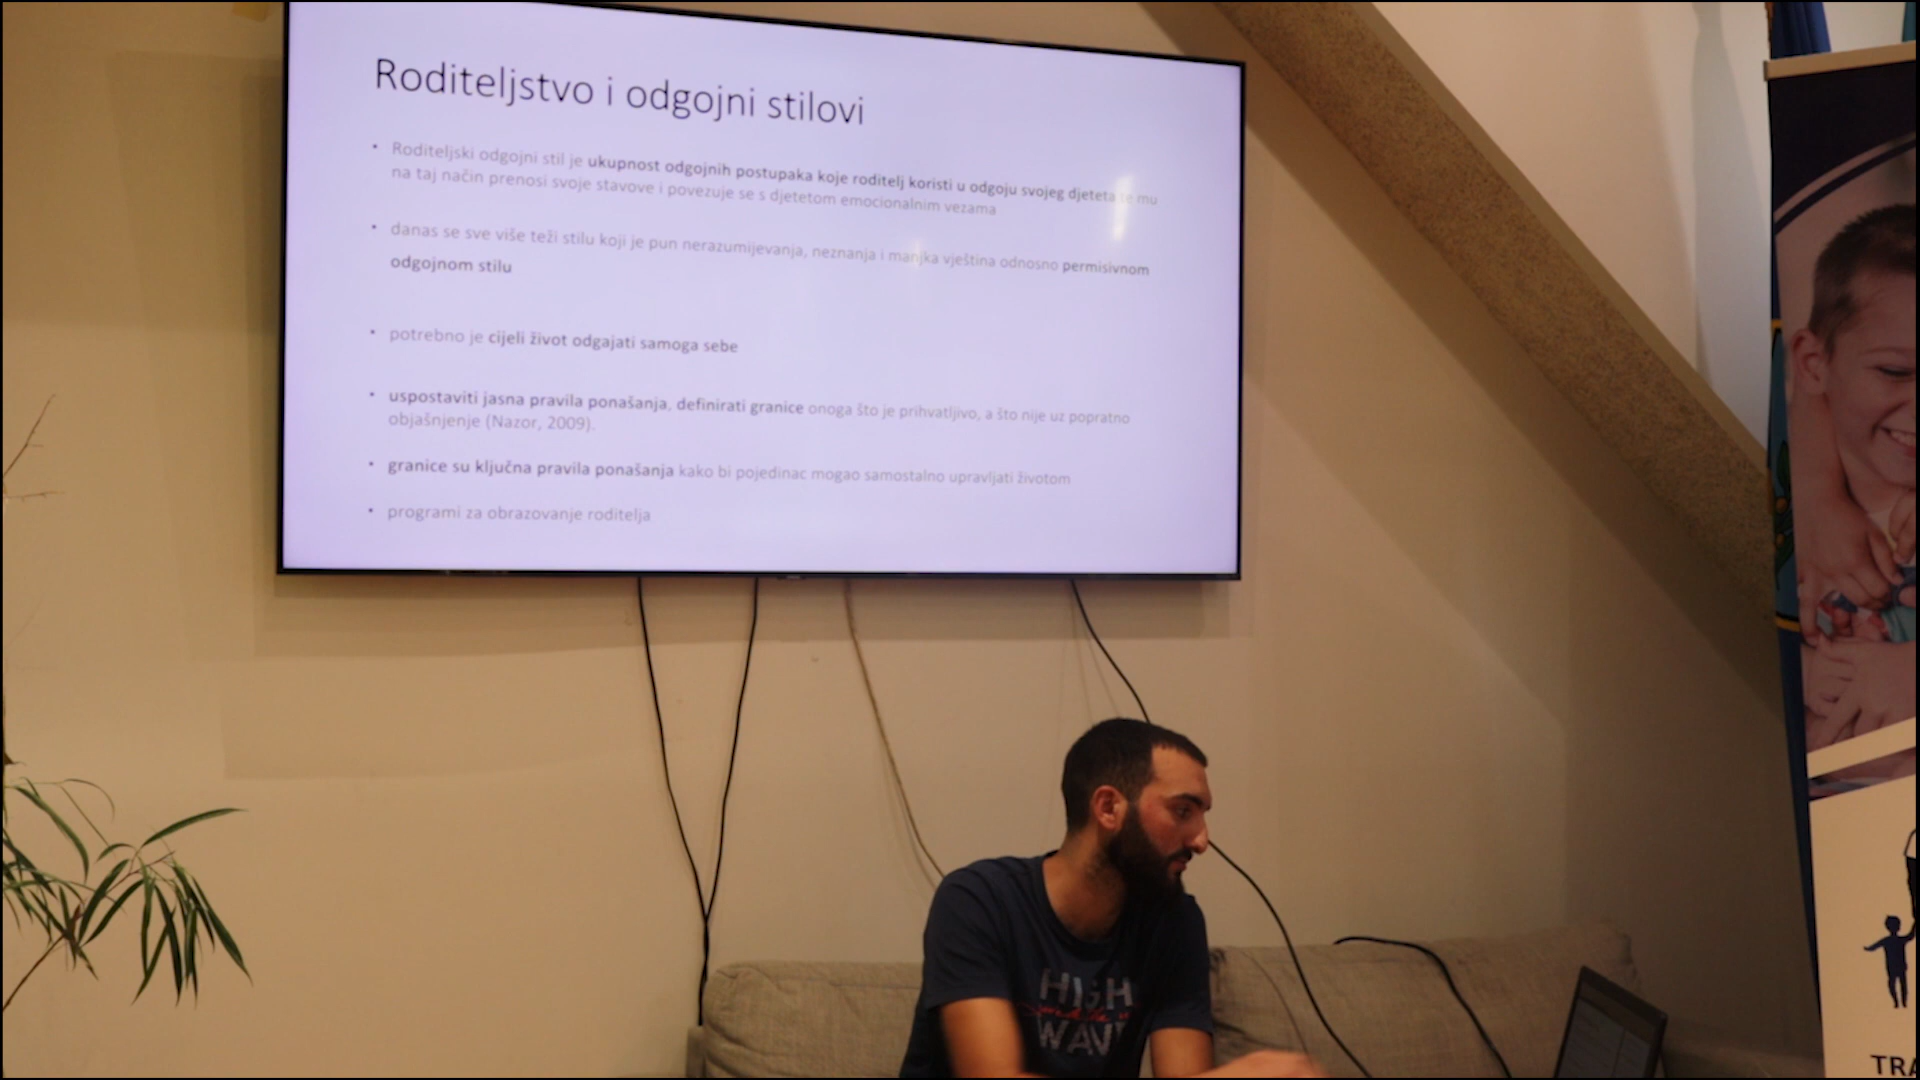 Roditeljstvo i odgojni stilovi
• Roditeljski odgojni stil je ukupnost odgojnih postupaka koje roditelj koristi u odgoju svojeg djeteta te mu
na taj način prenosi svoje stavove i povezuje se s djetetom emocionalnim vezama
• danas se sve više teži stilu koji je pun nerazumijevanja, neznanja i manjka vještina odnosno permisivnom
odgojnom stilu
• potrebno je cijeli život odgajati samoga sebe
• uspostaviti jasna pravila ponašanja, definirati granice onoga što je prihvatljivo, a što nije uz popratno
objašnjenje (Nazor, 2009).
• granice su ključna pravila ponašanja kako bi pojedinac mogao samostalno upravljati životom
• programi za obrazovanje roditelja
HIGH
WAV
TRA